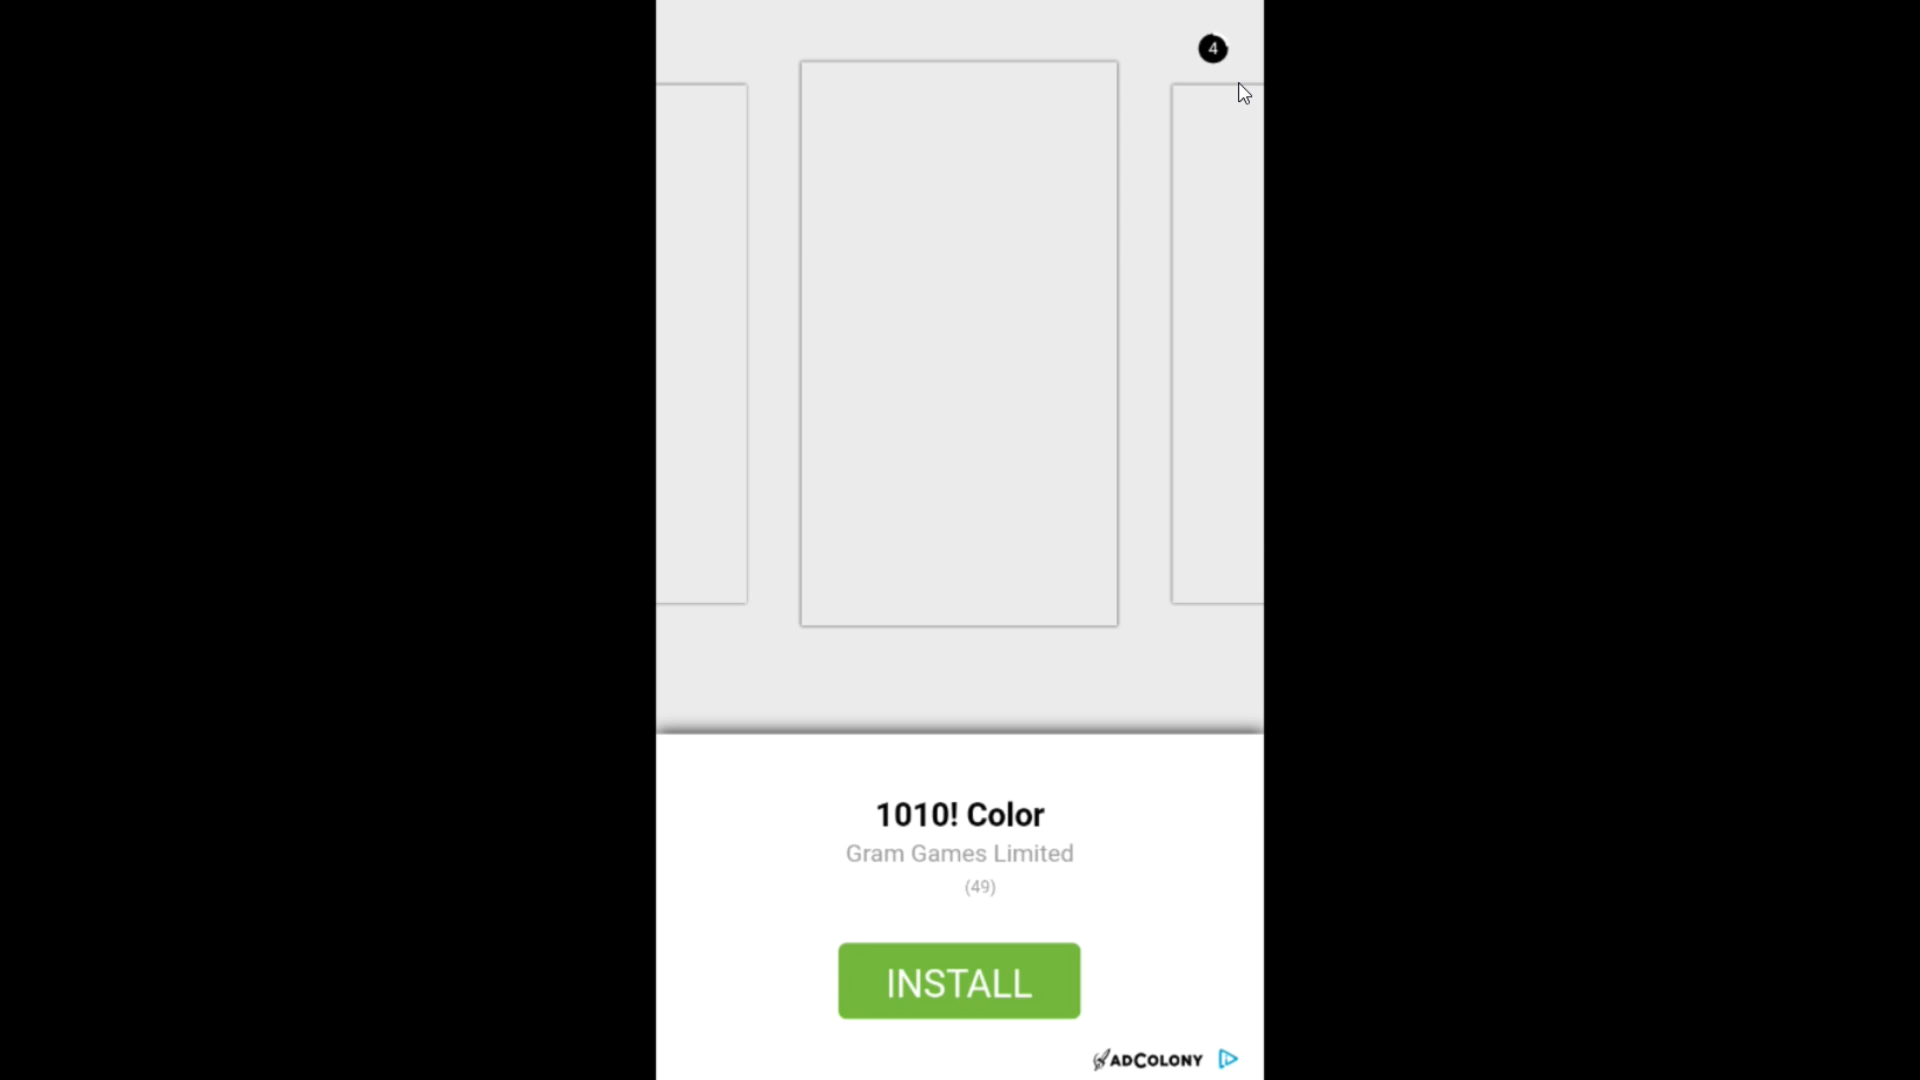 4
1010! Color
Gram Games Limited
(49)
INSTALL
ADCOLONY